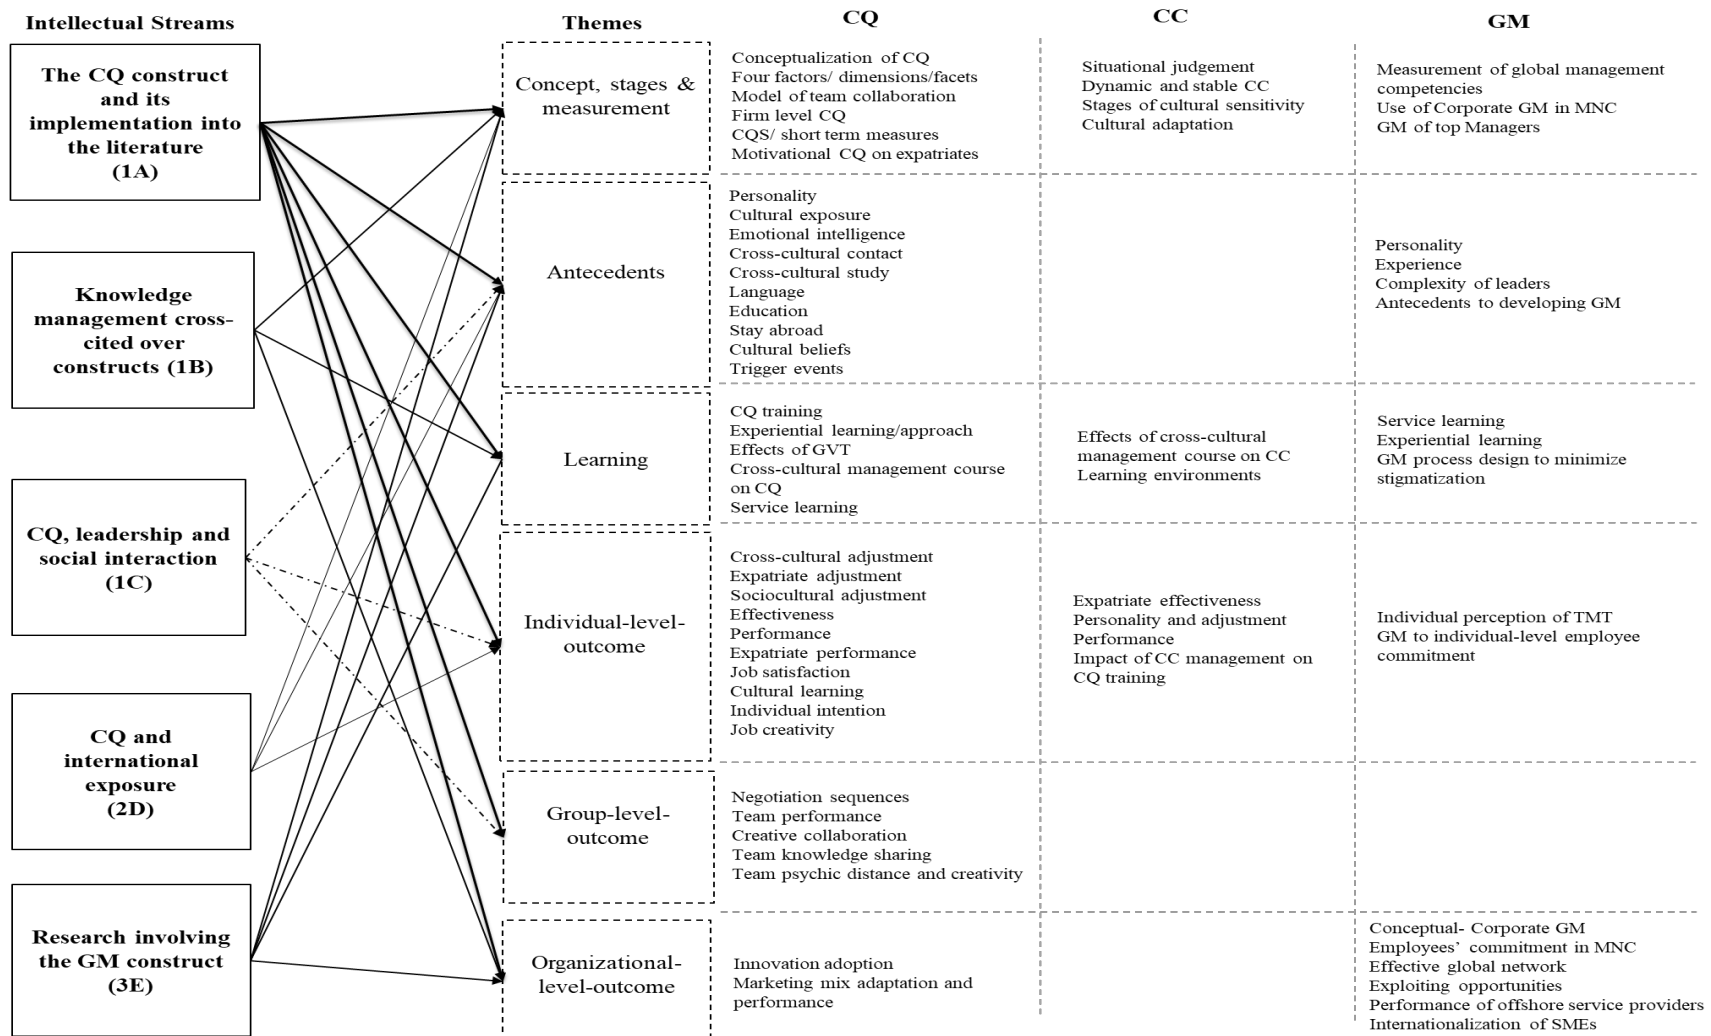 Intellectual Streams
Themes
CQ
CC
GM
The CQ construct
and its
implementation into
the literature
(1A)
Knowledge
management cross-
cited over
constructs (1B)
CQ, leadership and
social interaction
(1C)
CQ and
international
exposure
(2D)
Research involving
the GM construct
(3E)
Concept, stages &
measurement
Conceptualization of CQ
Four factors/ dimensions/facets
Model of team collaboration
Firm level CQ
CQS/ short term measures
Motivational CQ on expatriates
Situational judgement
Dynamic and stable CC
Stages of cultural sensitivity
Cultural adaptation
Measurement of global management
competencies
Use of Corporate GM in MNC
GM of top Managers
Antecedents
Personality
Cultural exposure
Emotional intelligence
Cross-cultural contact
Cross-cultural study
Language
Education
Stay abroad
Cultural beliefs
Trigger events
Personality
Experience
Complexity of leaders
Antecedents to developing GM
Learning
CQ training
Experiential learning/approach
Effects of GVT
Cross-cultural management course
on CQ
Service learning
Effects of cross-cultural
management course on CC
Learning environments
Service learning
Experiential learning
GM process design to minimize
stigmatization
Individual-level-
outcome
Cross-cultural adjustment
Expatriate adjustment
Sociocultural adjustment
Effectiveness
Performance
Expatriate performance
Job satisfaction
Cultural learning
Individual intention
Job creativity
Expatriate effectiveness
Personality and adjustment
Performance
Impact of CC management on
CQ training
Individual perception of TMT
GM to individual-level employee
commitment
Group-level-
outcome
Negotiation sequences
Team performance
Creative collaboration
Team knowledge sharing
Team psychic distance and creativity
Organizational-
level-outcome
Innovation adoption
Marketing mix adaptation and
performance
Conceptual- Corporate GM
Employees’ commitment in MNC
Effective global network
Exploiting opportunities
Performance of offshore service providers
Internationalization of SMEs